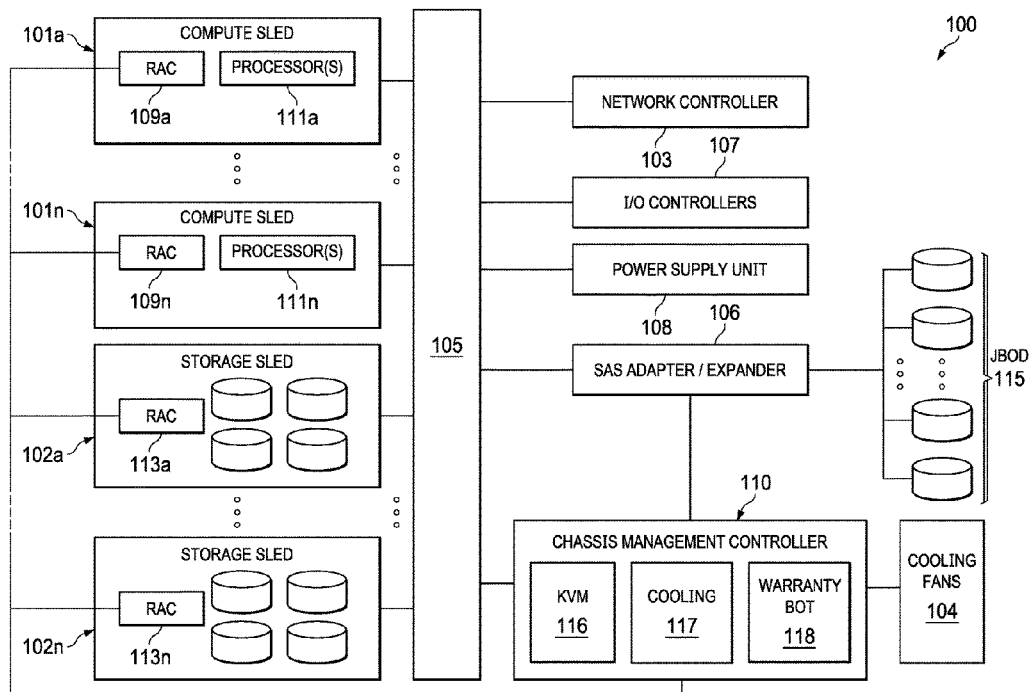 100
101a
COMPUTE SLED
RAC
PROCESSOR(S)
109a
111a
101n
COMPUTE SLED
RAC
PROCESSOR(S)
109n
111n
STORAGE SLED
RAC
102a
113a
STORAGE SLED
RAC
102n
113n
105
NETWORK CONTROLLER
103
107
I/O CONTROLLERS
POWER SUPPLY UNIT
108
106
SAS ADAPTER / EXPANDER
JBOD
115
110
CHASSIS MANAGEMENT CONTROLLER
KVM
116
COOLING
117
WARRANTY
BOT
118
COOLING
FANS
104